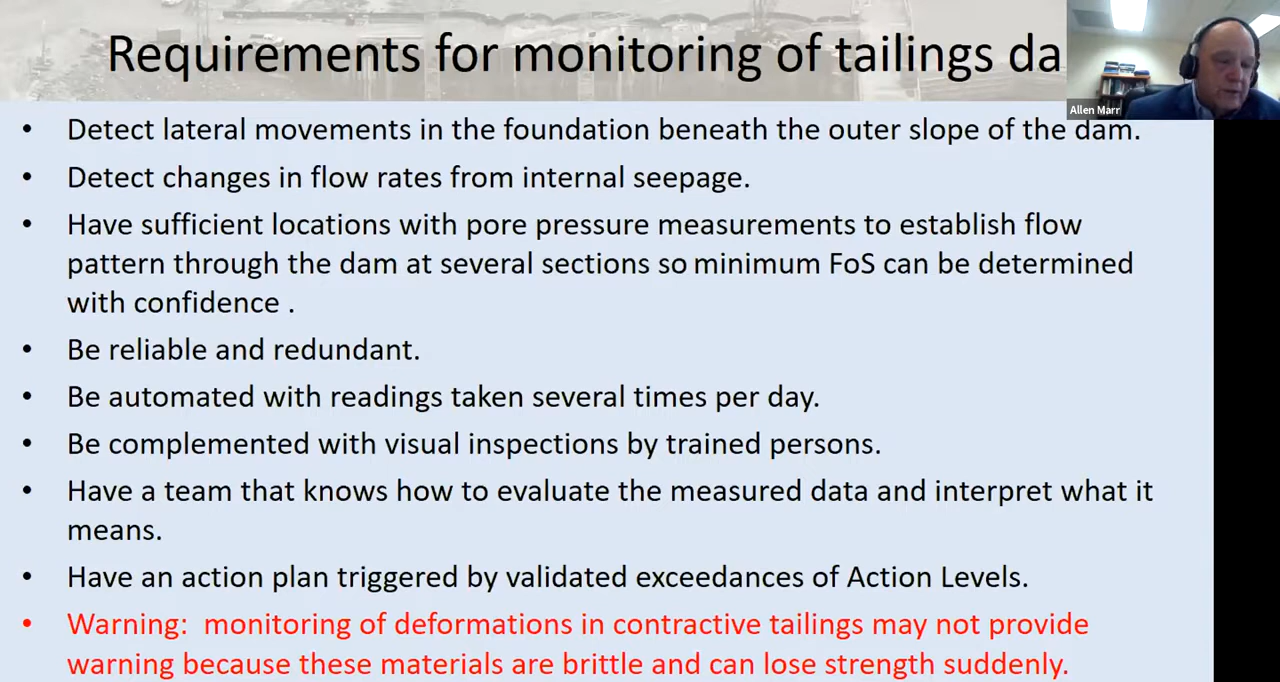 Requirements for monitoring of tailings da
Allen Marr
• Detect lateral movements in the foundation beneath the outer slope of the dam.
• Detect changes in flow rates from internal seepage.
• Have sufficient locations with pore pressure measurements to establish flow
pattern through the dam at several sections so minimum FoS can be determined
with confidence .
• Be reliable and redundant.
• Be automated with readings taken several times per day.
• Be complemented with visual inspections by trained persons.
• Have a team that knows how to evaluate the measured data and interpret what it
means.
• Have an action plan triggered by validated exceedances of Action Levels.
• Warning:  monitoring of deformations in contractive tailings may not provide
warning because these materials are brittle and can lose strength suddenly.